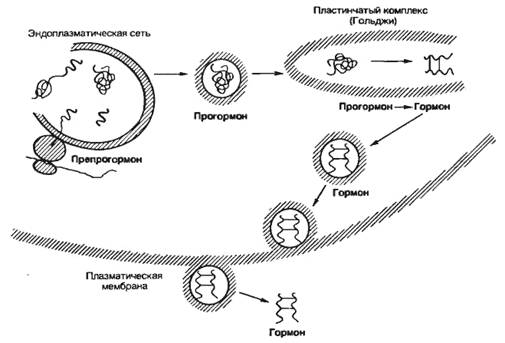 Эндоплазматическая сеть
Пластинчатый комплекс
(Гольджи)
Прогормон
Прогормон → Гормон
Препрогормон
Гормон
Плазматическая
мембрана
Гормон